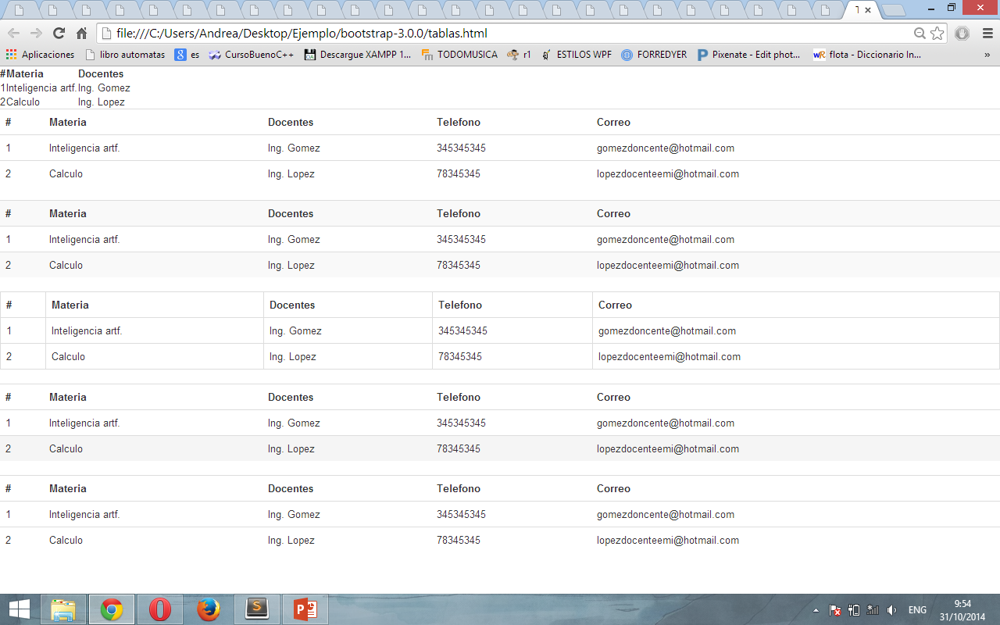 file:///C:/Users/Andrea/Desktop/Ejemplo/bootstrap-3.0.0/tablas.html
Aplicaciones libro automatas es CursoBuenoC++ Descargue XAMPP 1... TODOMUSICA r1 ESTILOS WPF FORREDYER Pixenate - Edit phot... flota - Diccionario In... »
#Materia Docentes
1Inteligencia artf. Ing. Gomez
2Calculo Ing. Lopez
# Materia Docentes Telefono Correo
1 Inteligencia artf. Ing. Gomez 345345345 gomezdoncente@hotmail.com
2 Calculo Ing. Lopez 78345345 lopezdocenteemi@hotmail.com
# Materia Docentes Telefono Correo
1 Inteligencia artf. Ing. Gomez 345345345 gomezdoncente@hotmail.com
2 Calculo Ing. Lopez 78345345 lopezdocenteemi@hotmail.com
# Materia Docentes Telefono Correo
1 Inteligencia artf. Ing. Gomez 345345345 gomezdoncente@hotmail.com
2 Calculo Ing. Lopez 78345345 lopezdocenteemi@hotmail.com
# Materia Docentes Telefono Correo
1 Inteligencia artf. Ing. Gomez 345345345 gomezdoncente@hotmail.com
2 Calculo Ing. Lopez 78345345 lopezdocenteemi@hotmail.com
# Materia Docentes Telefono Correo
1 Inteligencia artf. Ing. Gomez 345345345 gomezdoncente@hotmail.com
2 Calculo Ing. Lopez 78345345 lopezdocenteemi@hotmail.com
ENG 9:54
31/10/2014